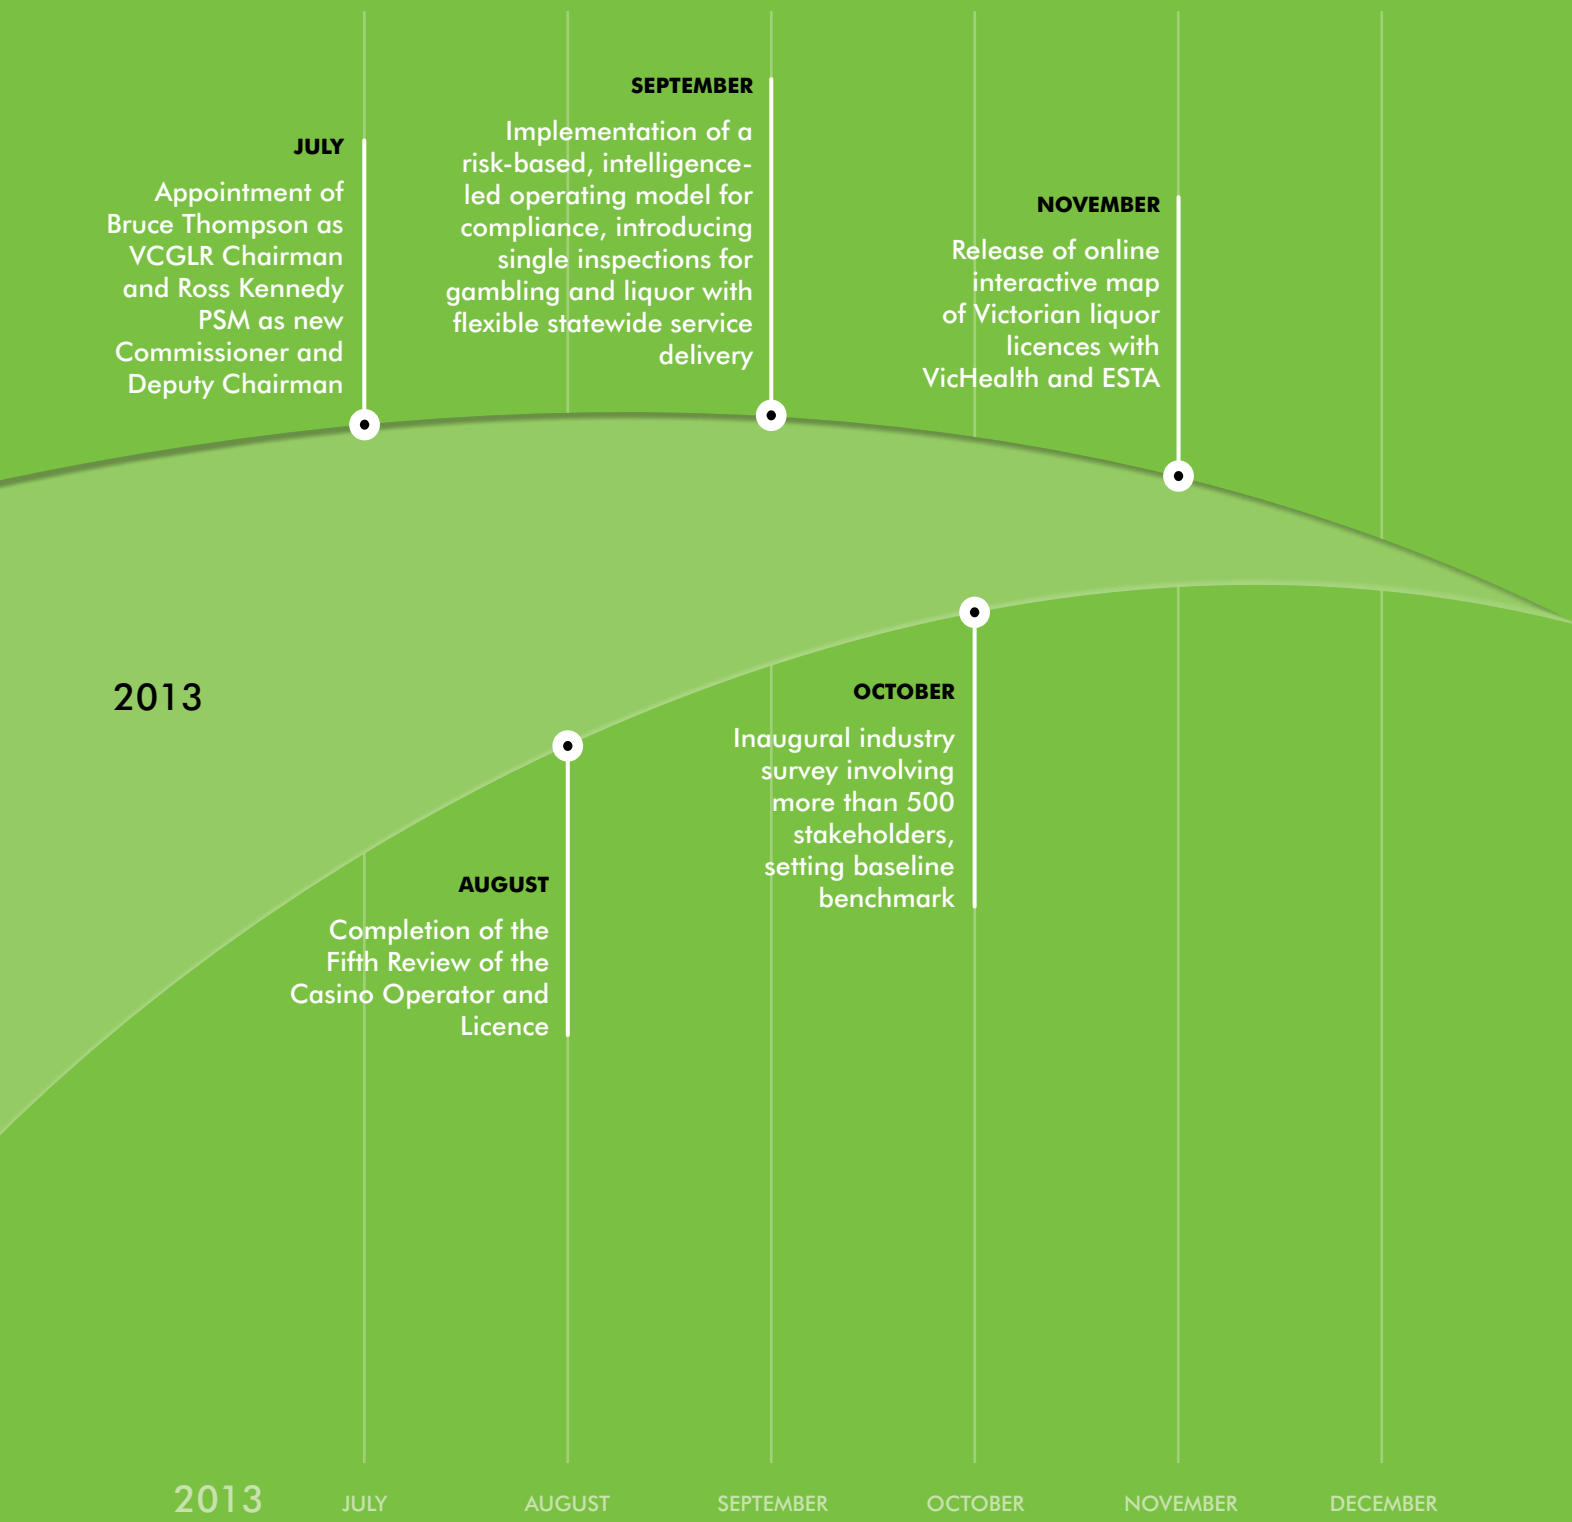 JULY
Appointment of
Bruce Thompson as
VCGLR Chairman
and Ross Kennedy
PSM as new
Commissioner and
Deputy Chairman
SEPTEMBER
Implementation of a
risk-based, intelligence-
led operating model for
compliance, introducing
single inspections for
gambling and liquor with
flexible statewide service
delivery
NOVEMBER
Release of online
interactive map
of Victorian liquor
licences with
VicHealth and ESTA
2013
AUGUST
Completion of the
Fifth Review of the
Casino Operator and
Licence
OCTOBER
Inaugural industry
survey involving
more than 500
stakeholders,
setting baseline
benchmark
2013 JULY AUGUST SEPTEMBER OCTOBER NOVEMBER DECEMBER